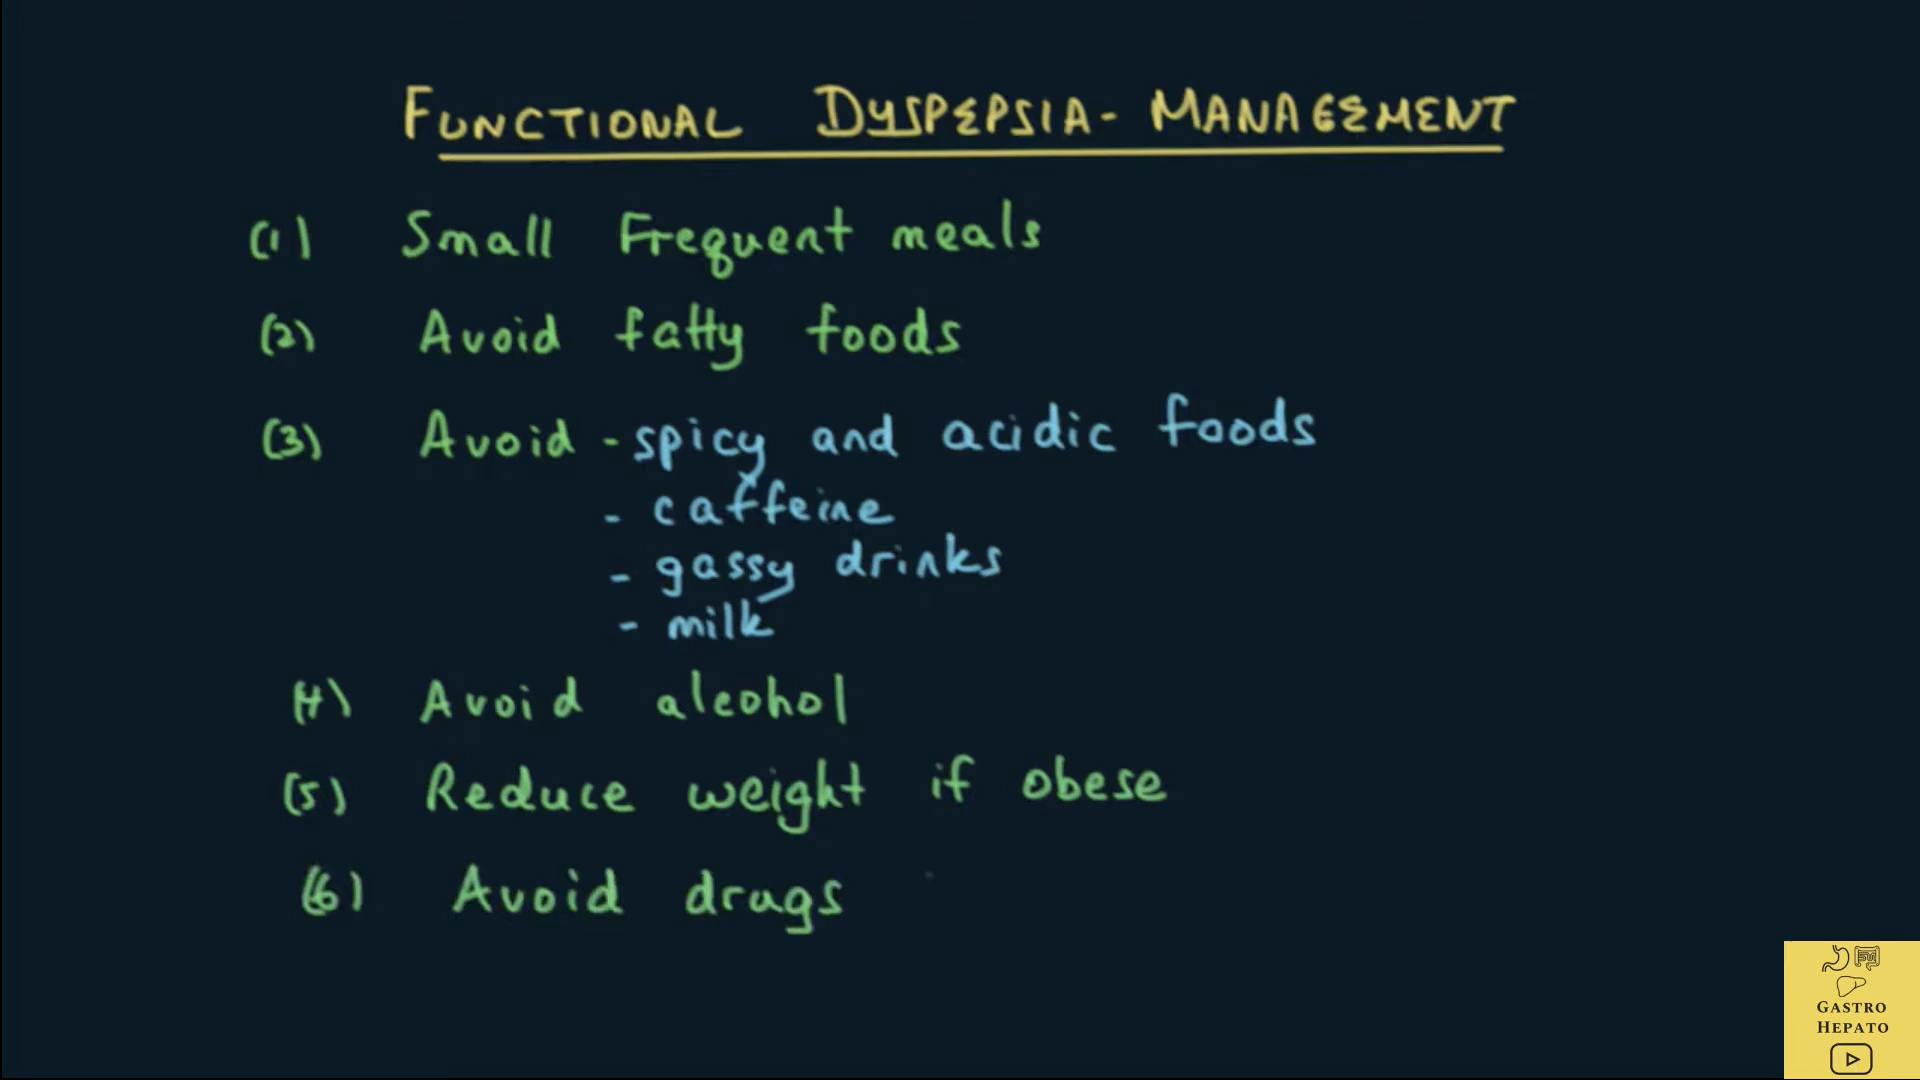 FUNCTIONAL DYSPEPSIA - MANAGEMENT
(1) Small Frequent meals
(2) Avoid fatty foods
(3) Avoid - spicy and acidic foods
- caffeine
- gassy drinks
- milk
(4) Avoid alcohol
(5) Reduce weight if obese
(6) Avoid drugs
GASTRO
HEPATO